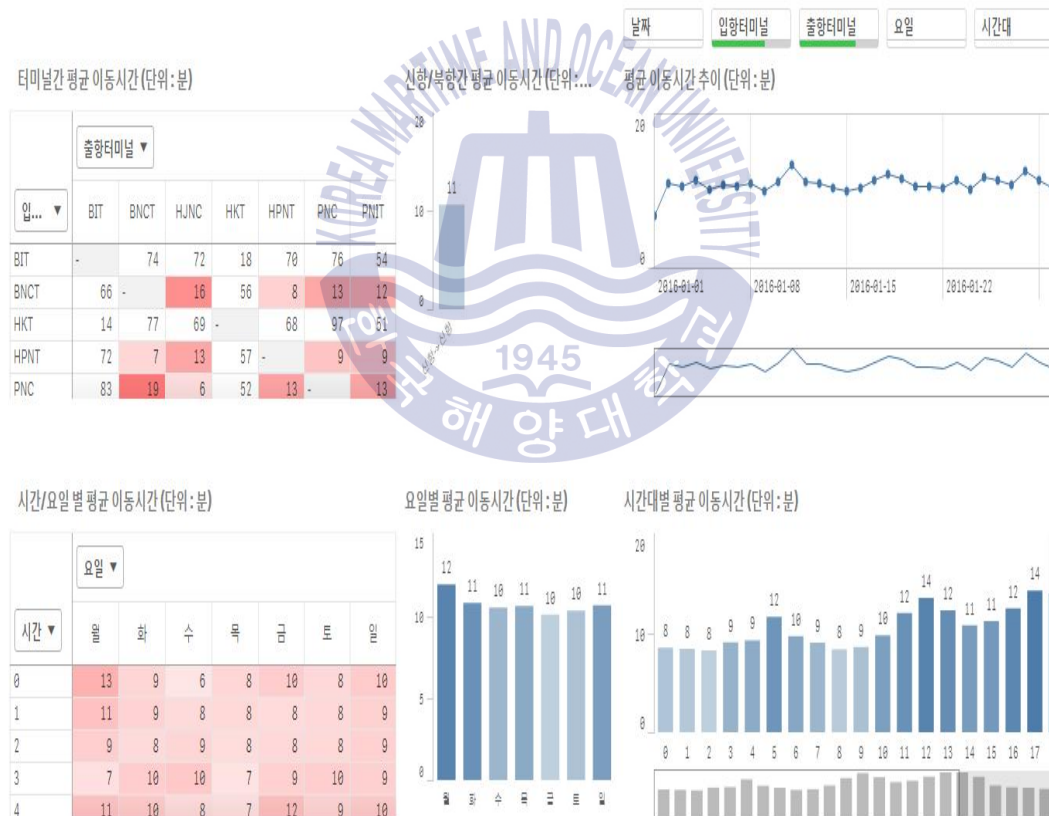 날짜 입항터미널 출항터미널 요일 시간대
터미널간 평균 이동시간 (단위 : 분)
출항터미널 ▼
입... ▼ BIT BNCT HJNC HKT HPNT PNC PNIT
BIT - 74 72 18 70 76 54
BNCT 66 - 16 56 8 13 12
HKT 14 77 69 - 68 97 61
HPNT 72 7 13 57 - 9 9
PNC 83 19 6 52 13 - 13
신항/북항간 평균 이동시간 (단위 : ...
20
11
10
0
평균 이동시간 추이 (단위 : 분)
20
0
2016-01-01 2016-01-08 2016-01-15 2016-01-22
KOREA MARITIME AND OCEAN UNIVERSITY
1945
한국해양대학교
시간/요일 별 평균 이동시간 (단위 : 분)
요일 ▼
시간 ▼ 월 화 수 목 금 토 일
0 13 9 6 8 10 8 10
1 11 9 8 8 8 8 9
2 9 8 9 8 8 8 9
3 7 10 10 7 9 10 9
4 11 10 8 7 12 9 10
요일별 평균 이동시간 (단위 : 분)
15
12 11 10 11 10 10 11
10
5
0
월 화 수 목 금 토 일
시간대별 평균 이동시간 (단위 : 분)
20
8 8 8 9 9 12 10 9 8 9 10 12 14 12 11 11 12 14
10
0
0 1 2 3 4 5 6 7 8 9 10 11 12 13 14 15 16 17